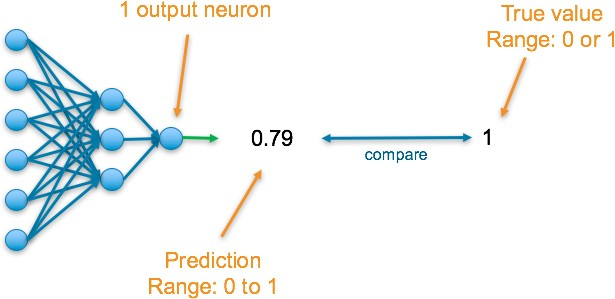 1 output neuron
True value
Range: 0 or 1
0.79
compare
1
Prediction
Range: 0 to 1